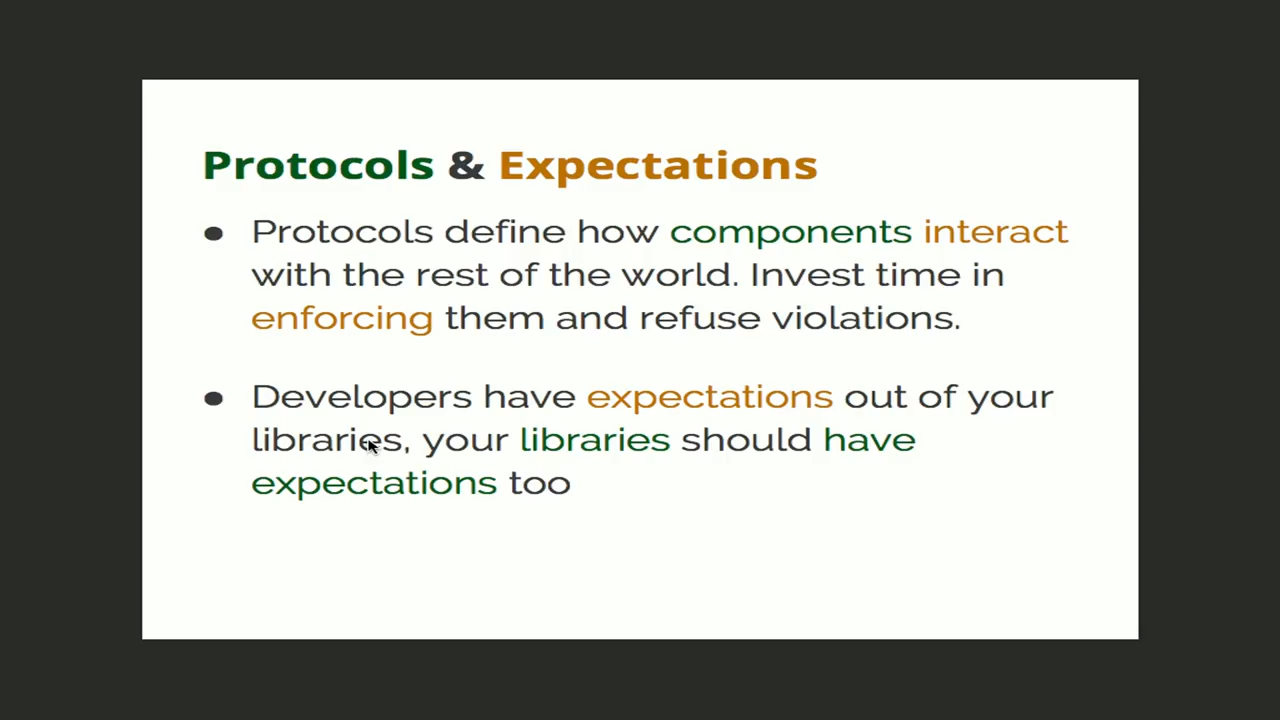 Protocols & Expectations
● Protocols define how components interact
with the rest of the world. Invest time in
enforcing them and refuse violations.
● Developers have expectations out of your
libraries, your libraries should have
expectations too